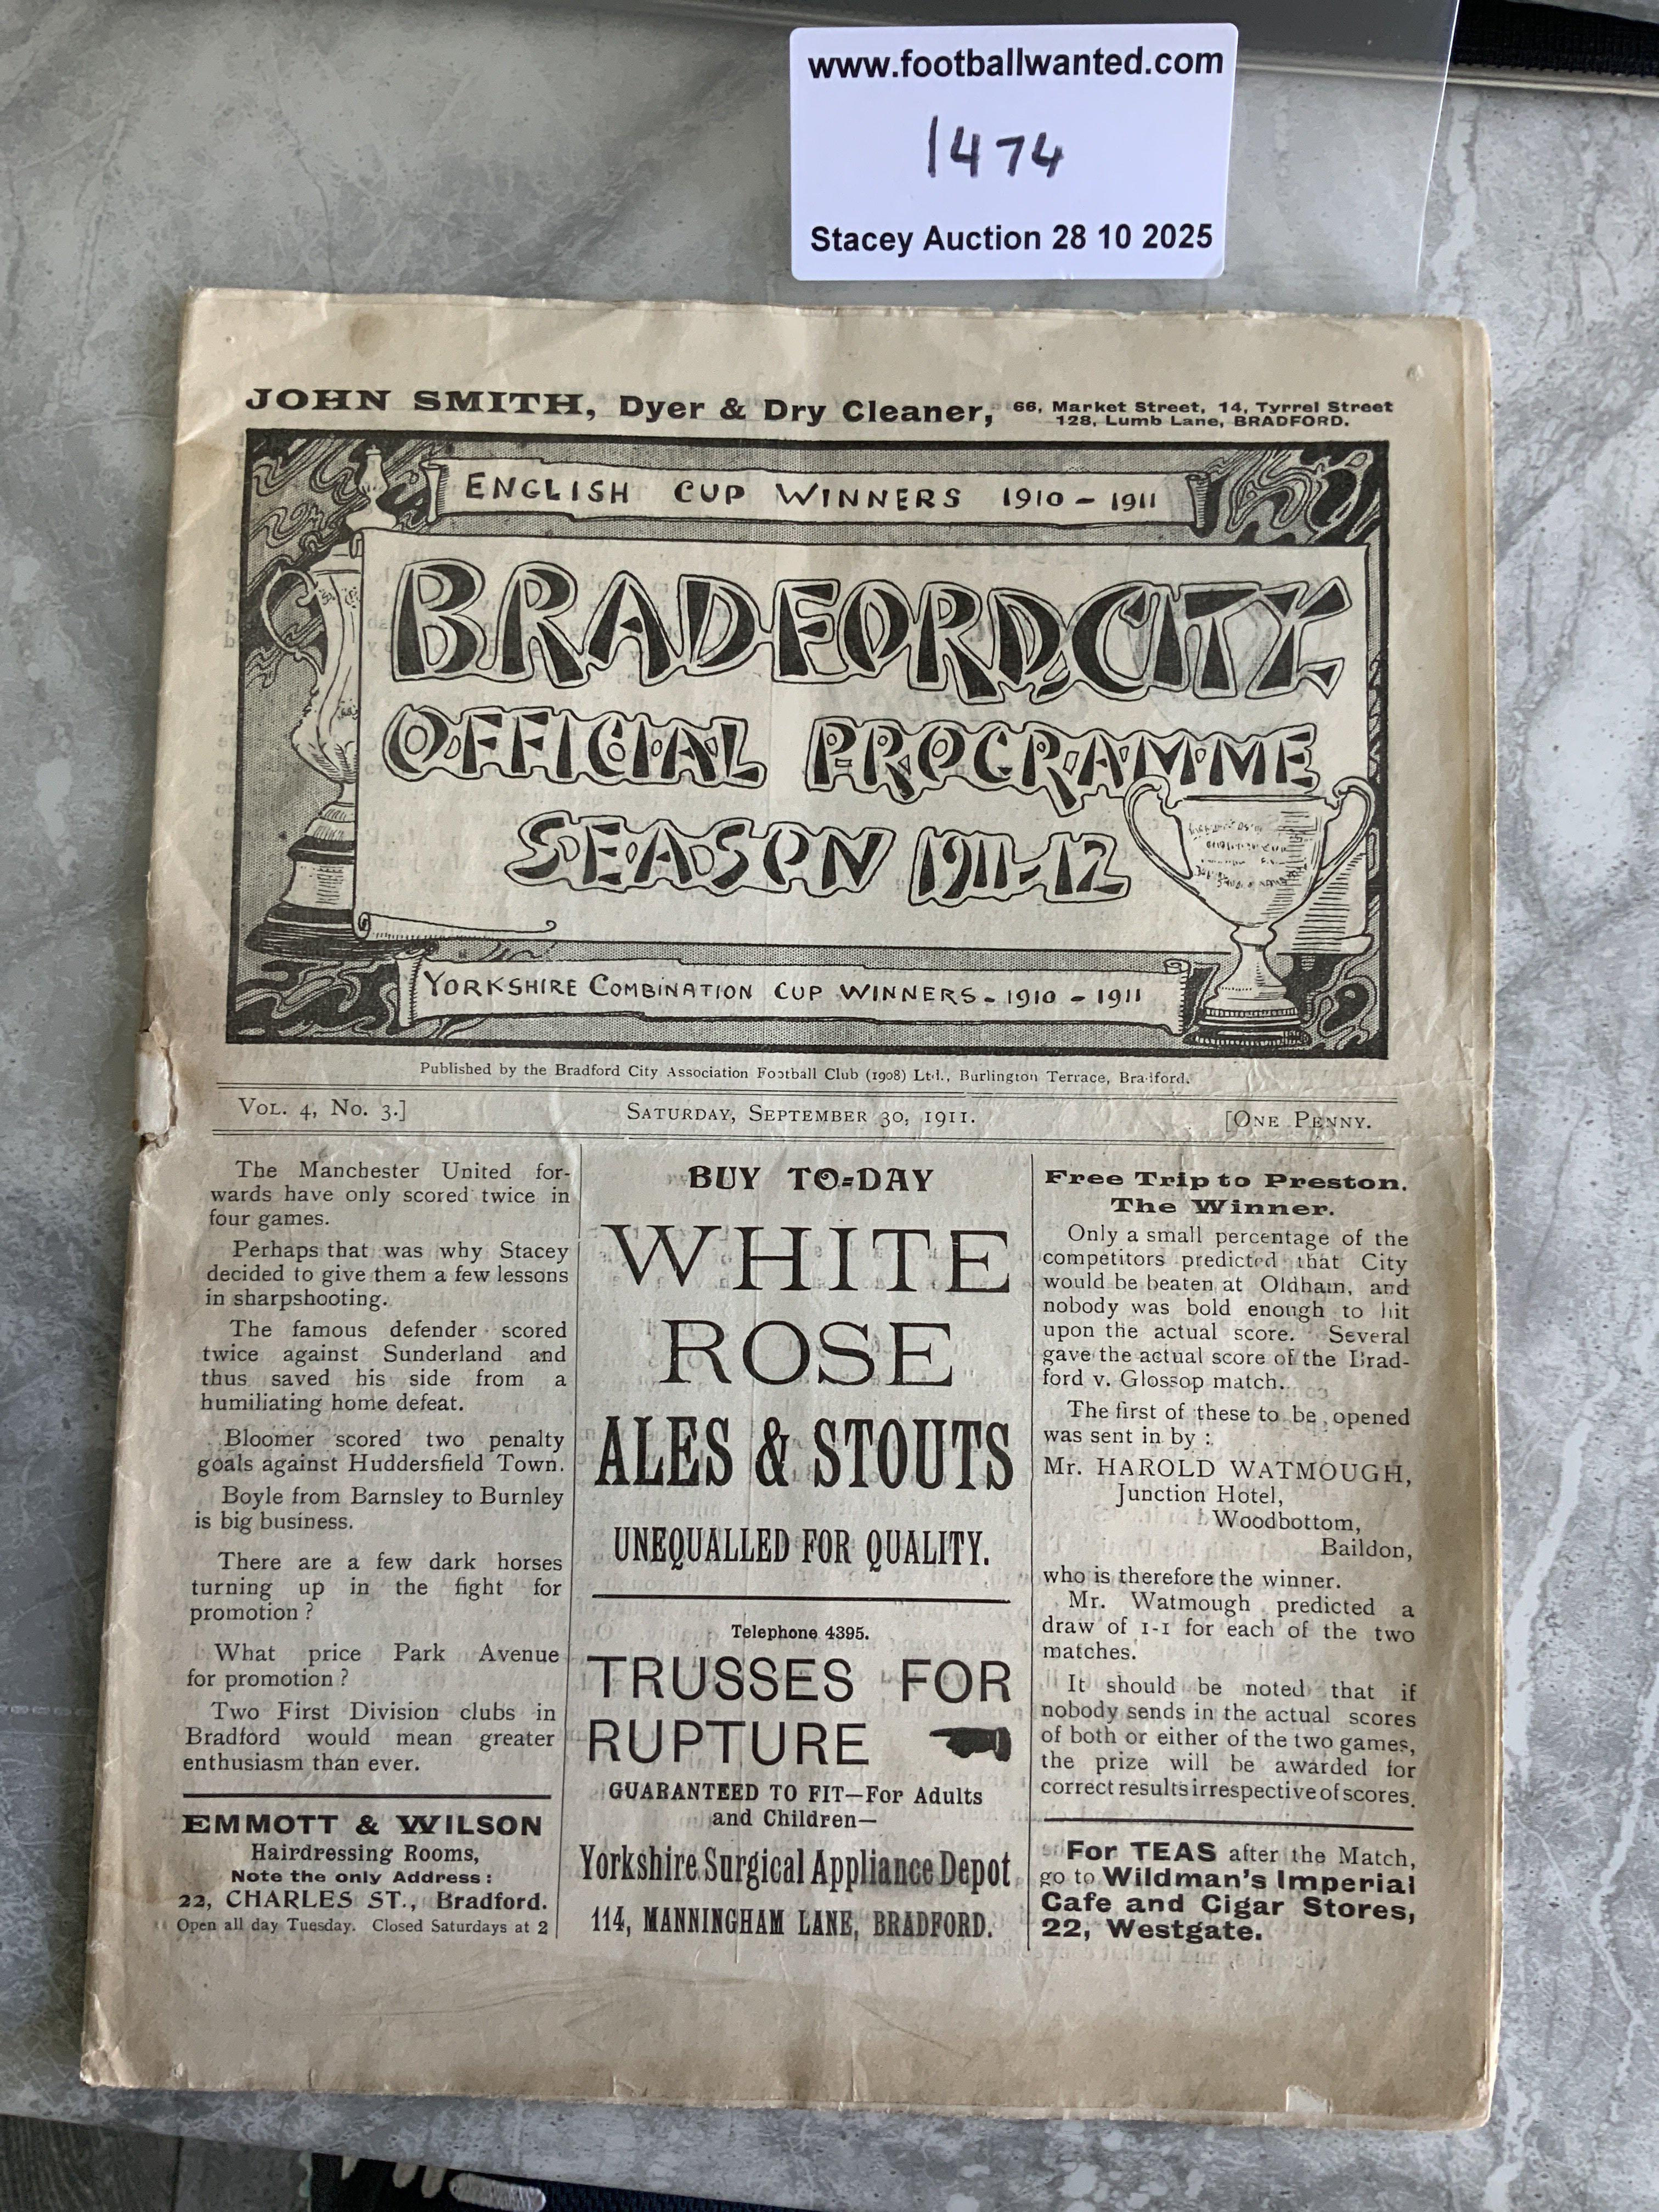 www.footballwanted.com
1474
Stacey Auction 28 10 2025
JOHN SMITH, Dyer & Dry Cleaner, 66, Market Street, 14, Tyrrel Street
128, Lumb Lane, BRADFORD.
ENGLISH CUP WINNERS 1910-1911
BRADFORD CITY.
OFFICIAL PROGRAMME
SEASON 1911-12
YORKSHIRE COMBINATION CUP WINNERS - 1910 - 1911
Published by the Bradford City Association Football Club (1908) Ltd., Burlington Terrace, Bradford.
VOL. 4, NO. 3.] SATURDAY, SEPTEMBER 30, 1911. [ONE PENNY.
The Manchester United for-
wards have only scored twice in
four games.
Perhaps that was why Stacey
decided to give them a few lessons
in sharpshooting.
The famous defender scored
twice against Sunderland and
thus saved his side from a
humiliating home defeat.
Bloomer scored two penalty
goals against Huddersfield Town.
Boyle from Barnsley to Burnley
is big business.
There are a few dark horses
turning up in the fight for
promotion?
What price Park Avenue
for promotion?
Two First Division clubs in
Bradford would mean greater
enthusiasm than ever.
EMMOTT & WILSON
Hairdressing Rooms,
Note the only Address:
22, CHARLES ST., Bradford.
Open all day Tuesday. Closed Saturdays at 2
BUY TO-DAY
WHITE
ROSE
ALES & STOUTS
UNEQUALLED FOR QUALITY.
Telephone 4395.
TRUSSES FOR
RUPTURE
GUARANTEED TO FIT—For Adults
and Children—
Yorkshire Surgical Appliance Depot
114, MANNINGHAM LANE, BRADFORD.
Free Trip to Preston.
The Winner.
Only a small percentage of the
competitors predicted that City
would be beaten at Oldham, and
nobody was bold enough to hit
upon the actual score. Several
gave the actual score of the Brad-
ford v. Glossop match.
The first of these to be opened
was sent in by:
Mr. HAROLD WATMOUGH,
Junction Hotel,
Woodbottom,
Baildon,
who is therefore the winner.
Mr. Watmough predicted a
draw of 1-1 for each of the two
matches.
It should be noted that if
nobody sends in the actual scores
of both or either of the two games,
the prize will be awarded for
correct results irrespective of scores.
For TEAS after the Match,
go to Wildman's Imperial
Cafe and Cigar Stores,
22, Westgate.